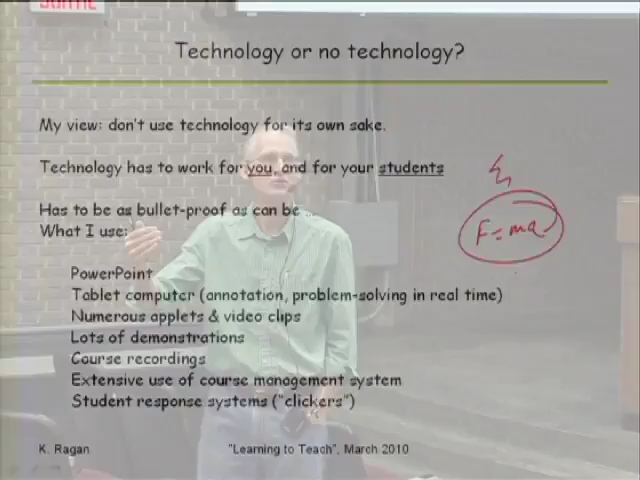 SORTIE
Technology or no technology?
My view: don't use technology for its own sake.
Technology has to work for you, and for your students
Has to be as bullet-proof as can be ...
What I use:
F = ma
PowerPoint
Tablet computer (annotation, problem-solving in real time)
Numerous applets & video clips
Lots of demonstrations
Course recordings
Extensive use of course management system
Student response systems ("clickers")
K. Ragan
"Learning to Teach", March 2010